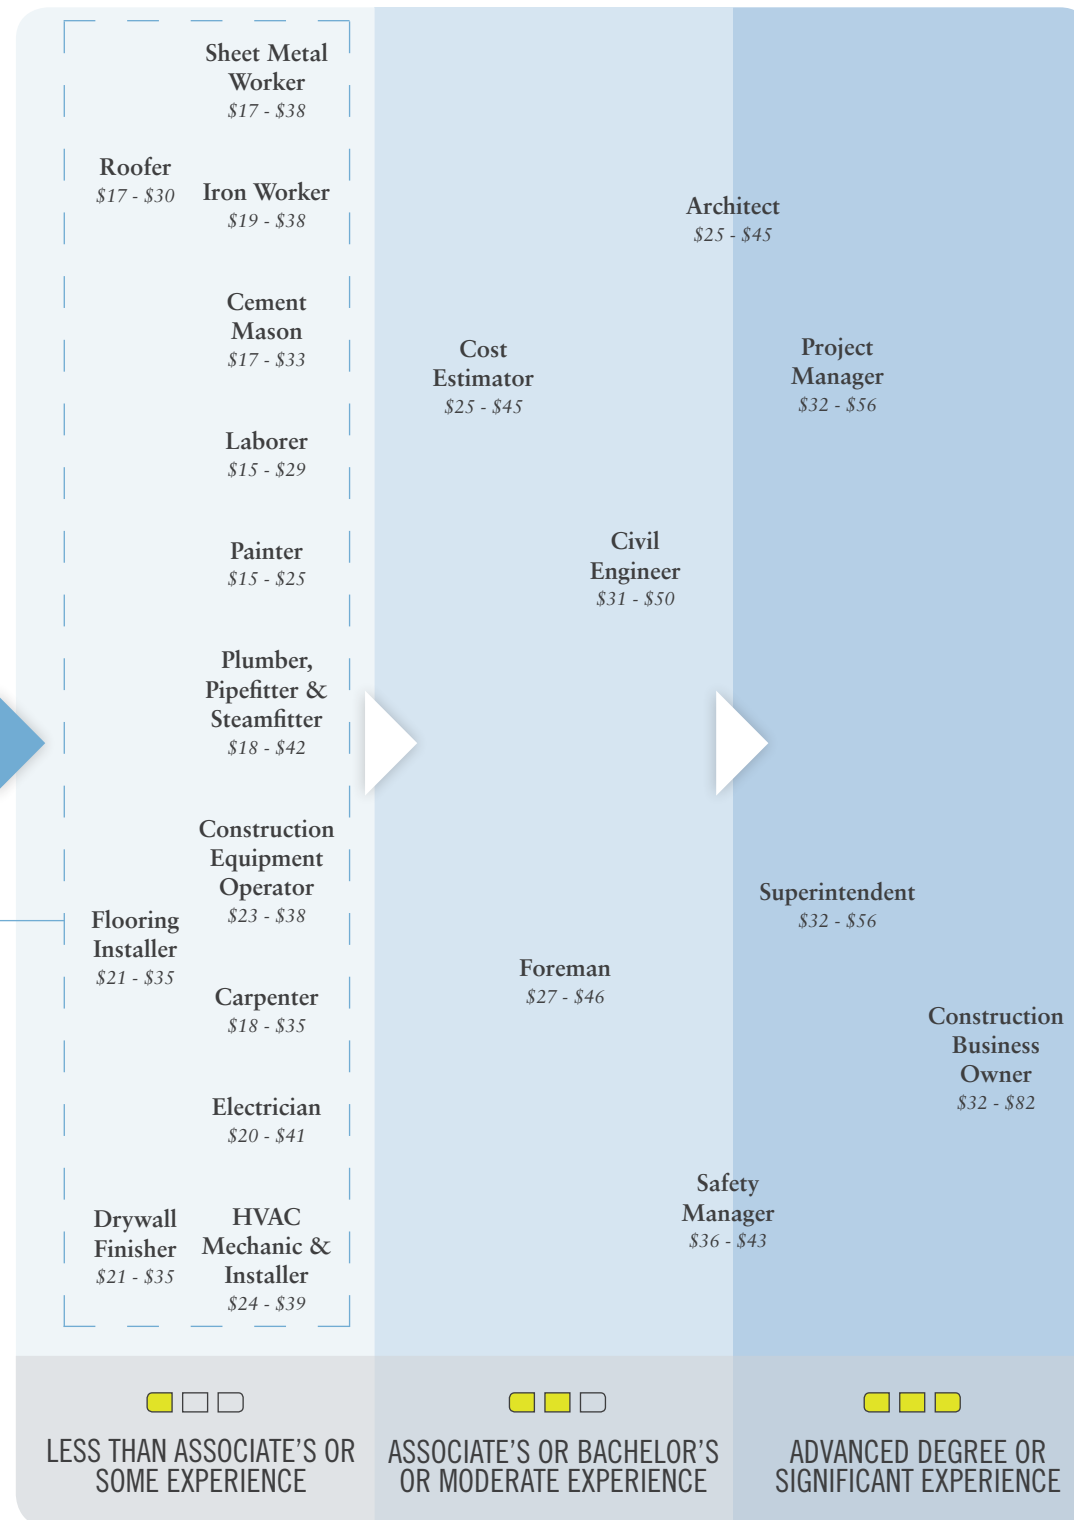 Sheet Metal
Worker
$17 - $38
Roofer
$17 - $30
Iron Worker
$19 - $38
Cement
Mason
$17 - $33
Laborer
$15 - $29
Painter
$15 - $25
Plumber,
Pipefitter &
Steamfitter
$18 - $42
Construction
Equipment
Operator
$23 - $38
Flooring
Installer
$21 - $35
Carpenter
$18 - $35
Electrician
$20 - $41
Drywall
Finisher
$21 - $35
HVAC
Mechanic &
Installer
$24 - $39
LESS THAN ASSOCIATE'S OR
SOME EXPERIENCE
Architect
$25 - $45
Cost
Estimator
$25 - $45
Civil
Engineer
$31 - $50
Foreman
$27 - $46
Safety
Manager
$36 - $43
ASSOCIATE'S OR BACHELOR'S
OR MODERATE EXPERIENCE
Project
Manager
$32 - $56
Superintendent
$32 - $56
Construction
Business
Owner
$32 - $82
ADVANCED DEGREE OR
SIGNIFICANT EXPERIENCE